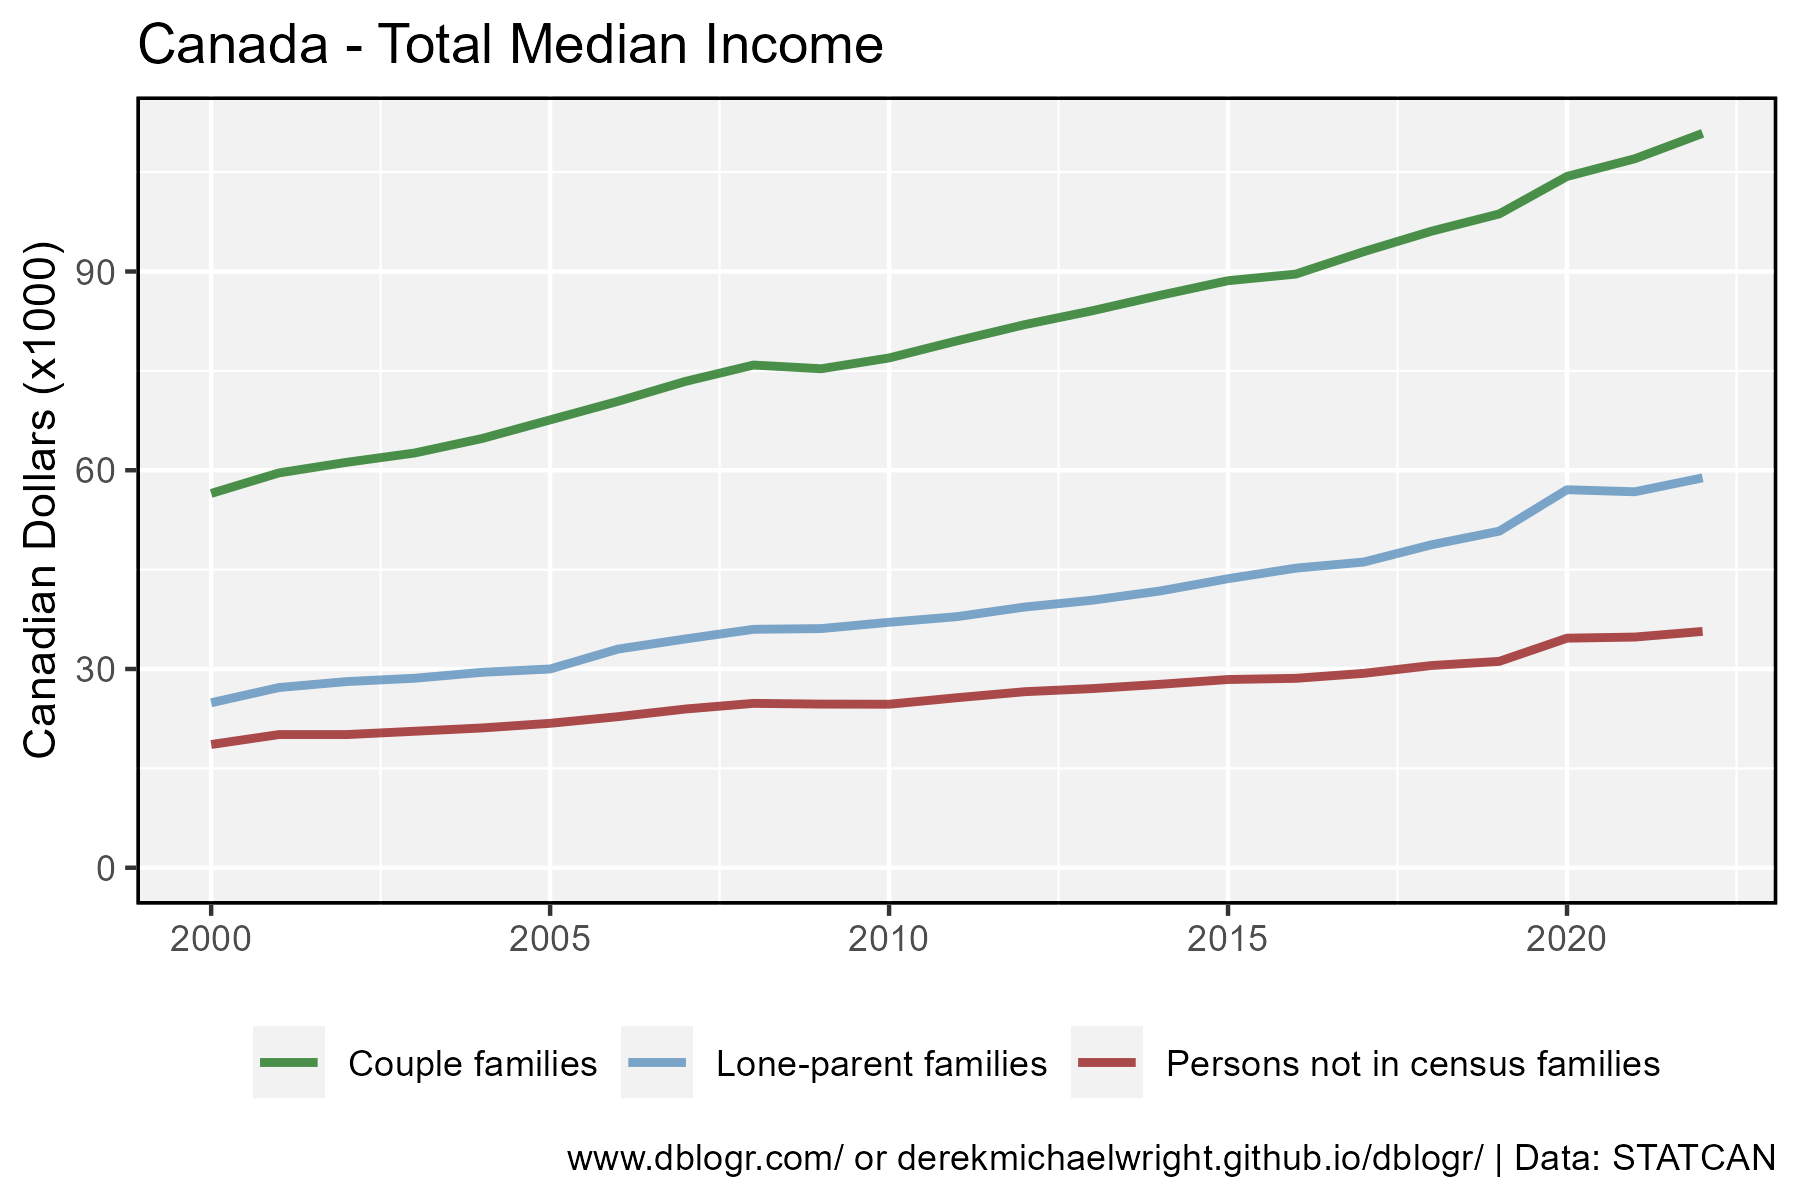 Canada - Total Median Income
Canadian Dollars (x1000)
90
60
30
0
2000 2005 2010 2015 2020
Couple families Lone-parent families Persons not in census families
www.dblogr.com/ or derekmichaelwright.github.io/dblogr/ | Data: STATCAN